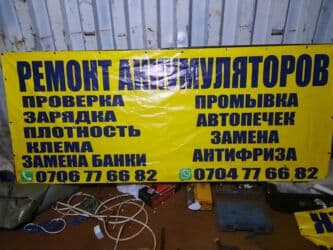 РЕМОНТ АККУМУЛЯТОРОВ
ПРОВЕРКА
ЗАРЯДКА
ПЛОТНОСТЬ
КЛЕМА
ЗАМЕНА БАНКИ
0706 77 66 82
ПРОМЫВКА
АВТОПЕЧЕК
ЗАМЕНА
АНТИФРИЗА
0704 77 66 82